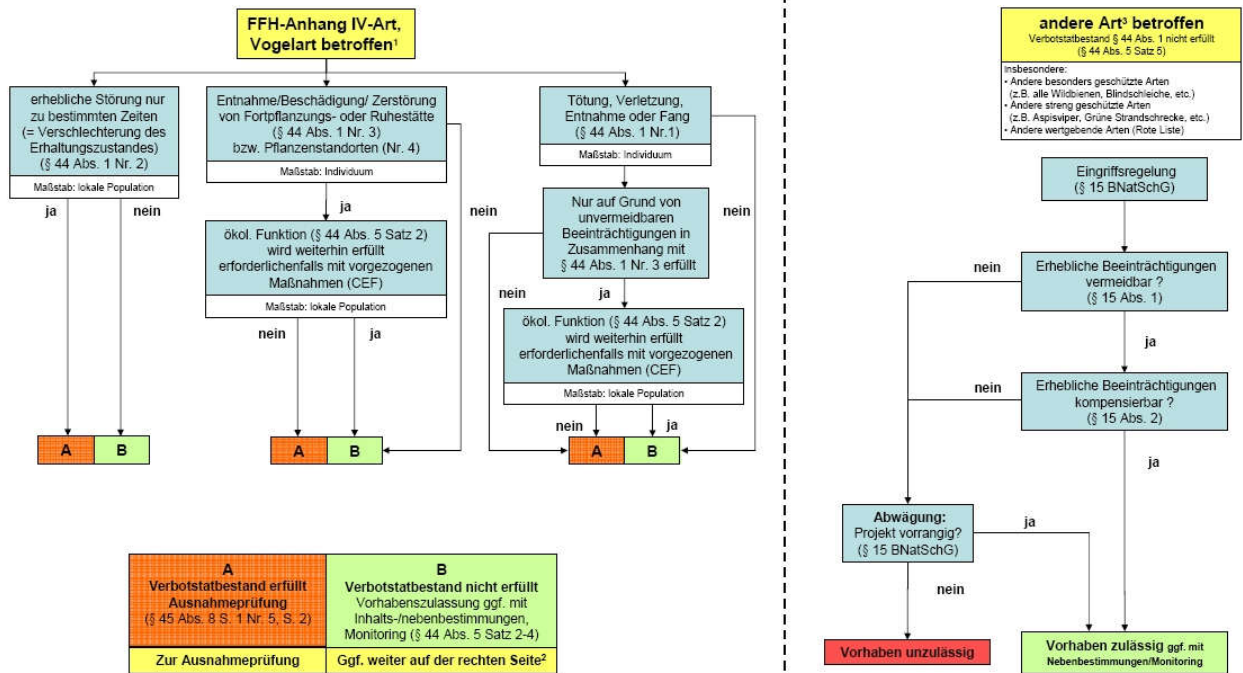 FFH-Anhang IV-Art,
Vogelart betroffen¹
erhebliche Störung nur
zu bestimmten Zeiten
(= Verschlechterung des
Erhaltungszustandes)
(§ 44 Abs. 1 Nr. 2)
Maßstab: lokale Population
ja
nein
A
B
Entnahme/Beschädigung/ Zerstörung
von Fortpflanzungs- oder Ruhestätte
(§ 44 Abs. 1 Nr. 3)
bzw. Pflanzenstandorten (Nr. 4)
Maßstab: Individuum
ja
nein
ökol. Funktion (§ 44 Abs. 5 Satz 2)
wird weiterhin erfüllt
erforderlichenfalls mit vorgezogenen
Maßnahmen (CEF)
Maßstab: lokale Population
nein
ja
A
B
Tötung, Verletzung,
Entnahme oder Fang
(§ 44 Abs. 1 Nr.1)
Maßstab: Individuum
nein
Nur auf Grund von
unvermeidbaren
Beeinträchtigungen in
Zusammenhang mit
§ 44 Abs. 1 Nr. 3 erfüllt
nein
ja
ökol. Funktion (§ 44 Abs. 5 Satz 2)
wird weiterhin erfüllt
erforderlichenfalls mit vorgezogenen
Maßnahmen (CEF)
Maßstab: lokale Population
nein
ja
A
B
A
Verbotstatbestand erfüllt
Ausnahmeprüfung
(§ 45 Abs. 8 S. 1 Nr. 5, S. 2)
Zur Ausnahmeprüfung
B
Verbotstatbestand nicht erfüllt
Vorhabenszulassung ggf. mit
Inhalts-/nebenbestimmungen,
Monitoring (§ 44 Abs. 5 Satz 2-4)
Ggf. weiter auf der rechten Seite²
andere Art³ betroffen
Verbotstatbestand § 44 Abs. 1 nicht erfüllt
(§ 44 Abs. 5 Satz 5)
Insbesondere:
• Andere besonders geschützte Arten
(z.B. alle Wildbienen, Blindschleiche, etc.)
• Andere streng geschützte Arten
(z.B. Aspisviper, Grüne Strandschrecke, etc.)
• Andere wertgebende Arten (Rote Liste)
Eingriffsregelung
(§ 15 BNatSchG)
nein
Erhebliche Beeinträchtigungen
vermeidbar ?
(§ 15 Abs. 1)
ja
nein
Erhebliche Beeinträchtigungen
kompensierbar ?
(§ 15 Abs. 2)
ja
Abwägung:
Projekt vorrangig?
(§ 15 BNatSchG)
ja
nein
Vorhaben unzulässig
Vorhaben zulässig ggf. mit
Nebenbestimmungen/Monitoring